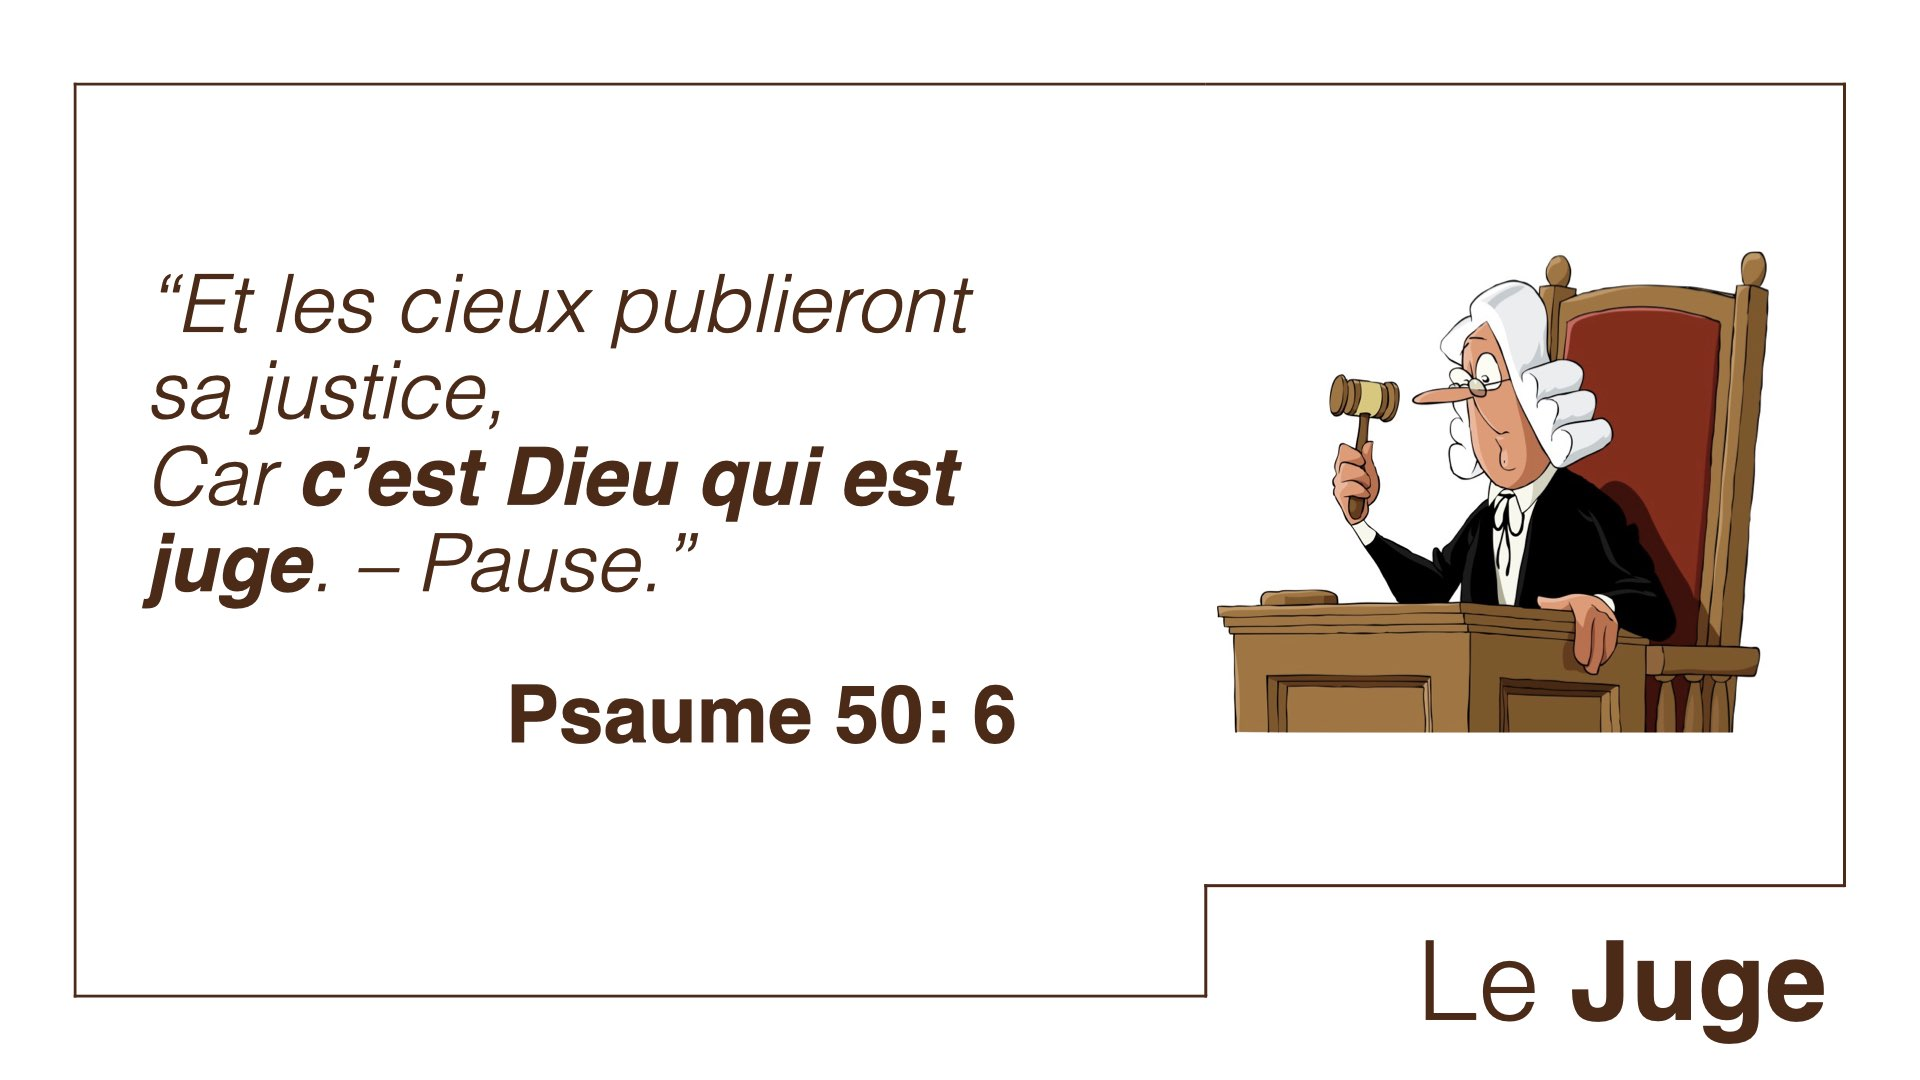 “Et les cieux publieront
sa justice,
Car c’est Dieu qui est
juge. – Pause.”
Psaume 50: 6
Le Juge